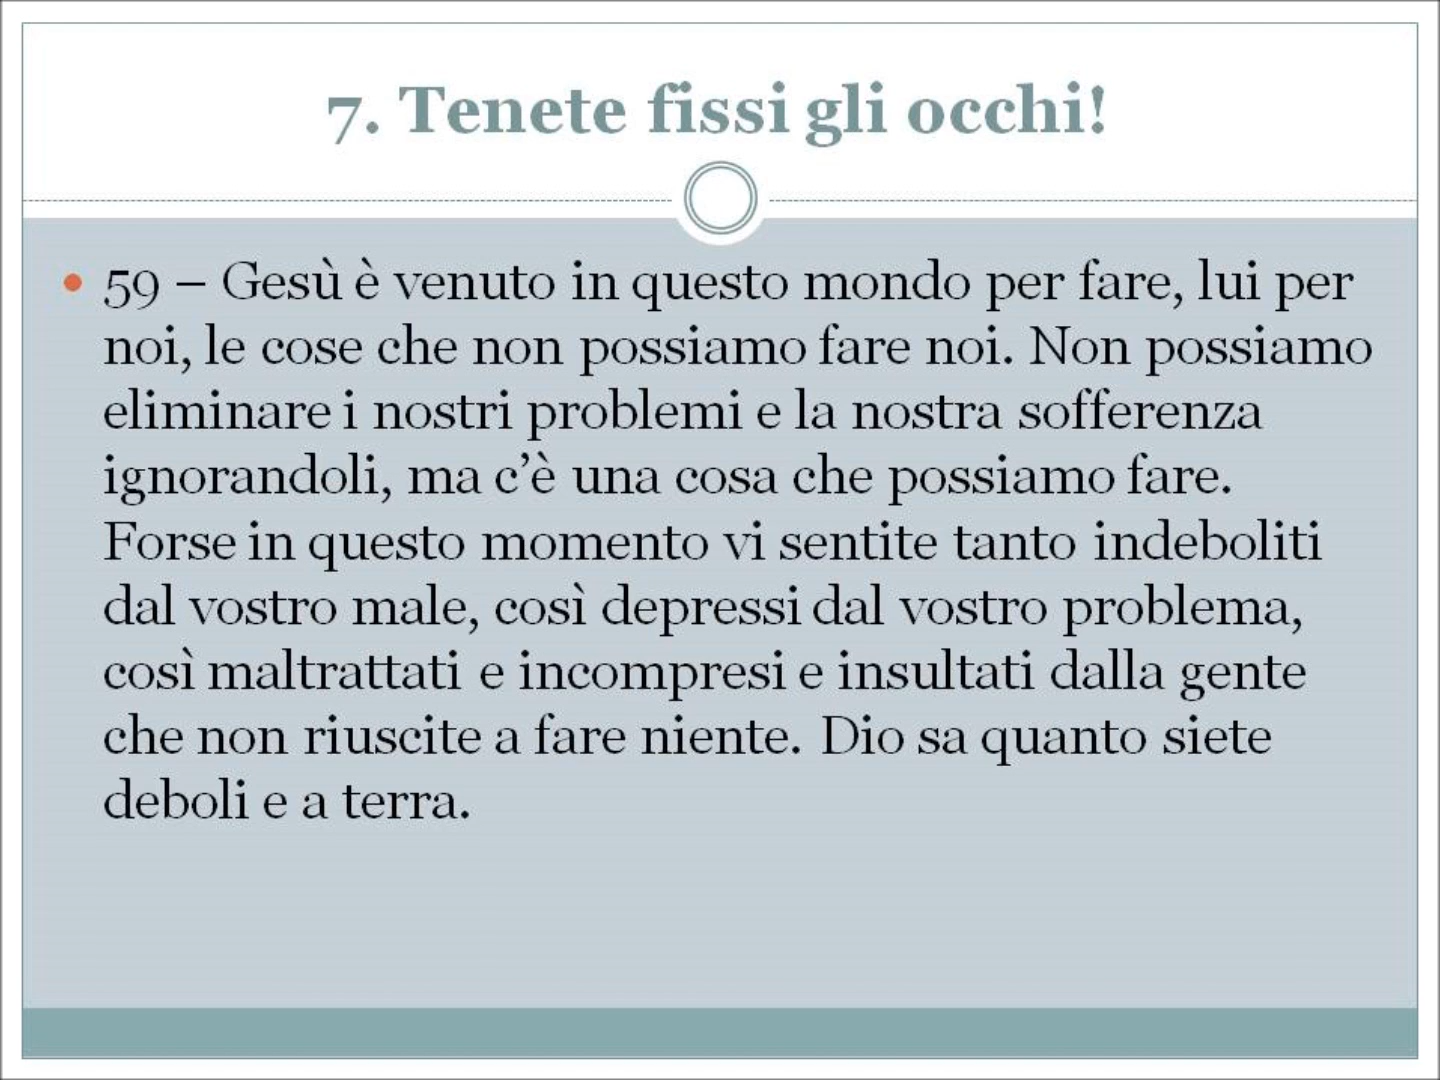 7. Tenete fissi gli occhi!
• 59 – Gesù è venuto in questo mondo per fare, lui per
noi, le cose che non possiamo fare noi. Non possiamo
eliminare i nostri problemi e la nostra sofferenza
ignorandoli, ma c’è una cosa che possiamo fare.
Forse in questo momento vi sentite tanto indeboliti
dal vostro male, così depressi dal vostro problema,
così maltrattati e incompresi e insultati dalla gente
che non riuscite a fare niente. Dio sa quanto siete
deboli e a terra.